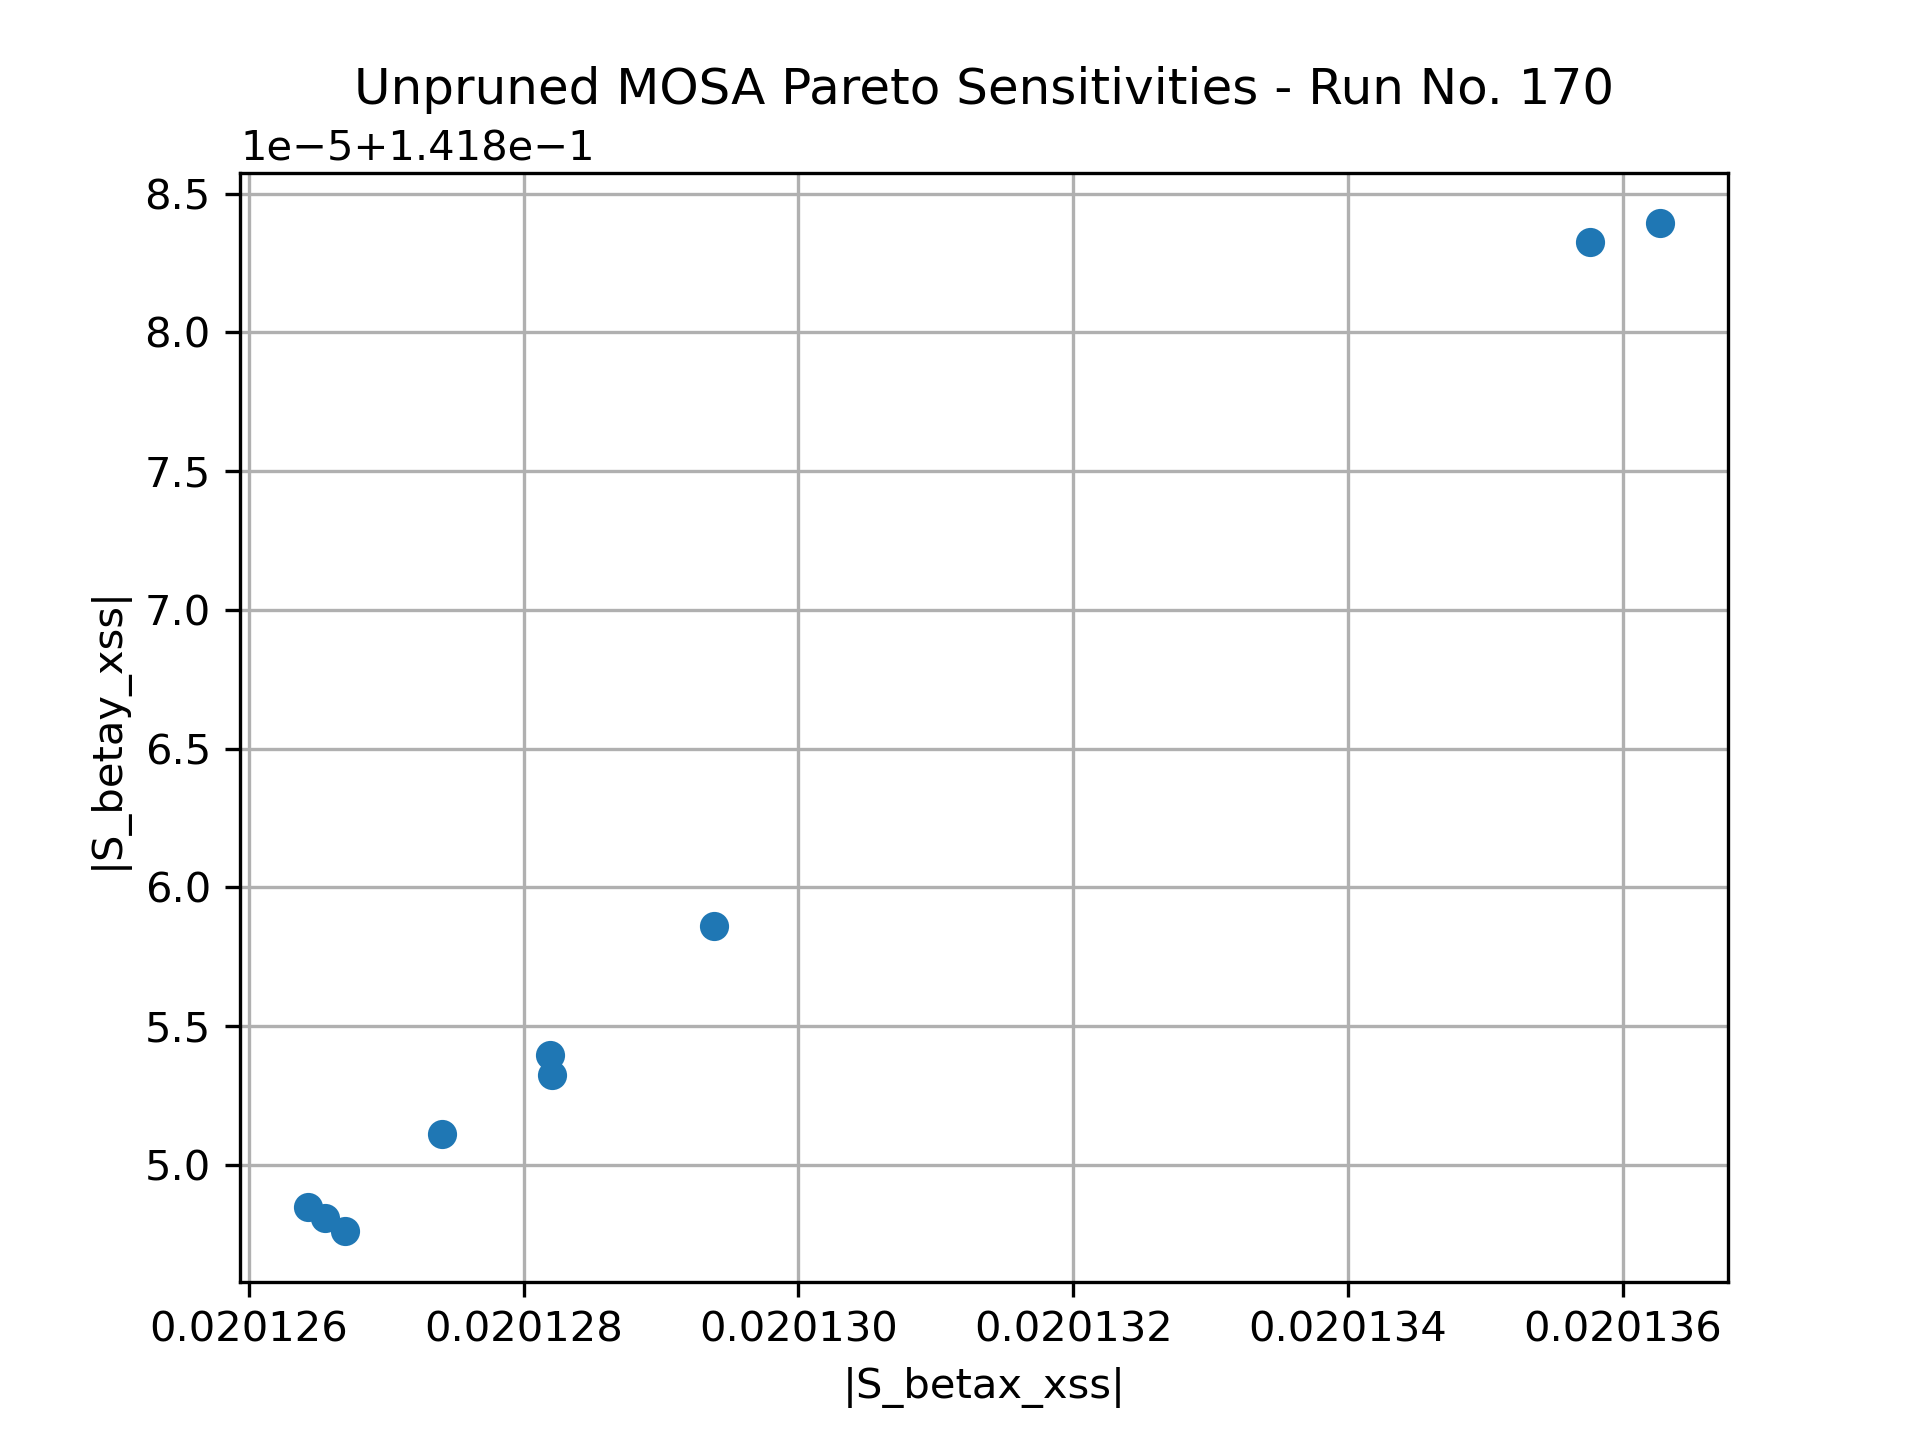 Unpruned MOSA Pareto Sensitivities - Run No. 170
1e−5+1.418e−1
8.5
8.0
7.5
7.0
6.5
6.0
5.5
5.0
|S_betay_xss|
0.020126 0.020128 0.020130 0.020132 0.020134 0.020136
|S_betax_xss|